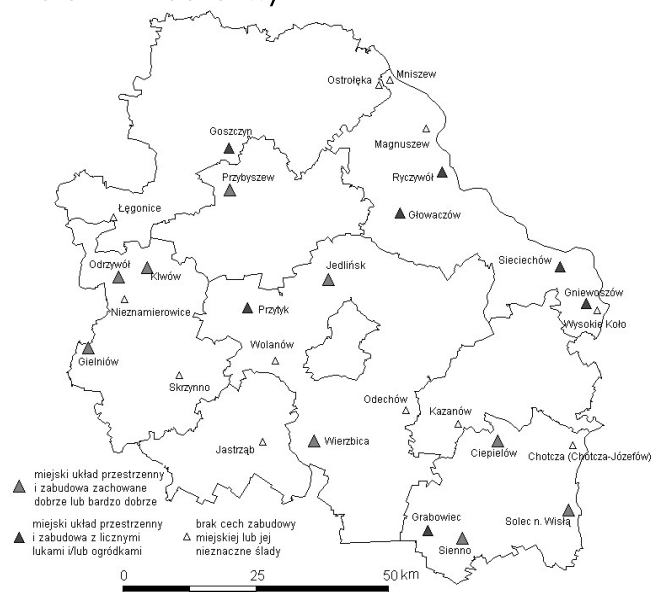 Ostrołęka
Mniszew
Goszczyn
Magnuszew
Przybyszew
Ryczywół
Łęgonice
Głowaczów
Odrzywół
Klwów
Jedlińsk
Sieciechów
Nieznamierowice
Przytyk
Gniewoszów
Wysokie Koło
Gielniów
Wolanów
Skrzynno
Odechów
Kazanów
Jastrząb
Wierzbica
Ciepielów
Chotcza (Chotcza-Józefów)
miejski układ przestrzenny
i zabudowa zachowane
dobrze lub bardzo dobrze
miejski układ przestrzenny
i zabudowa z licznymi
lukami i/lub ogródkami
brak cech zabudowy
miejskiej lub jej
nieznaczne ślady
Grabowiec
Solec n. Wisłą
Sienno
0 25 50 km